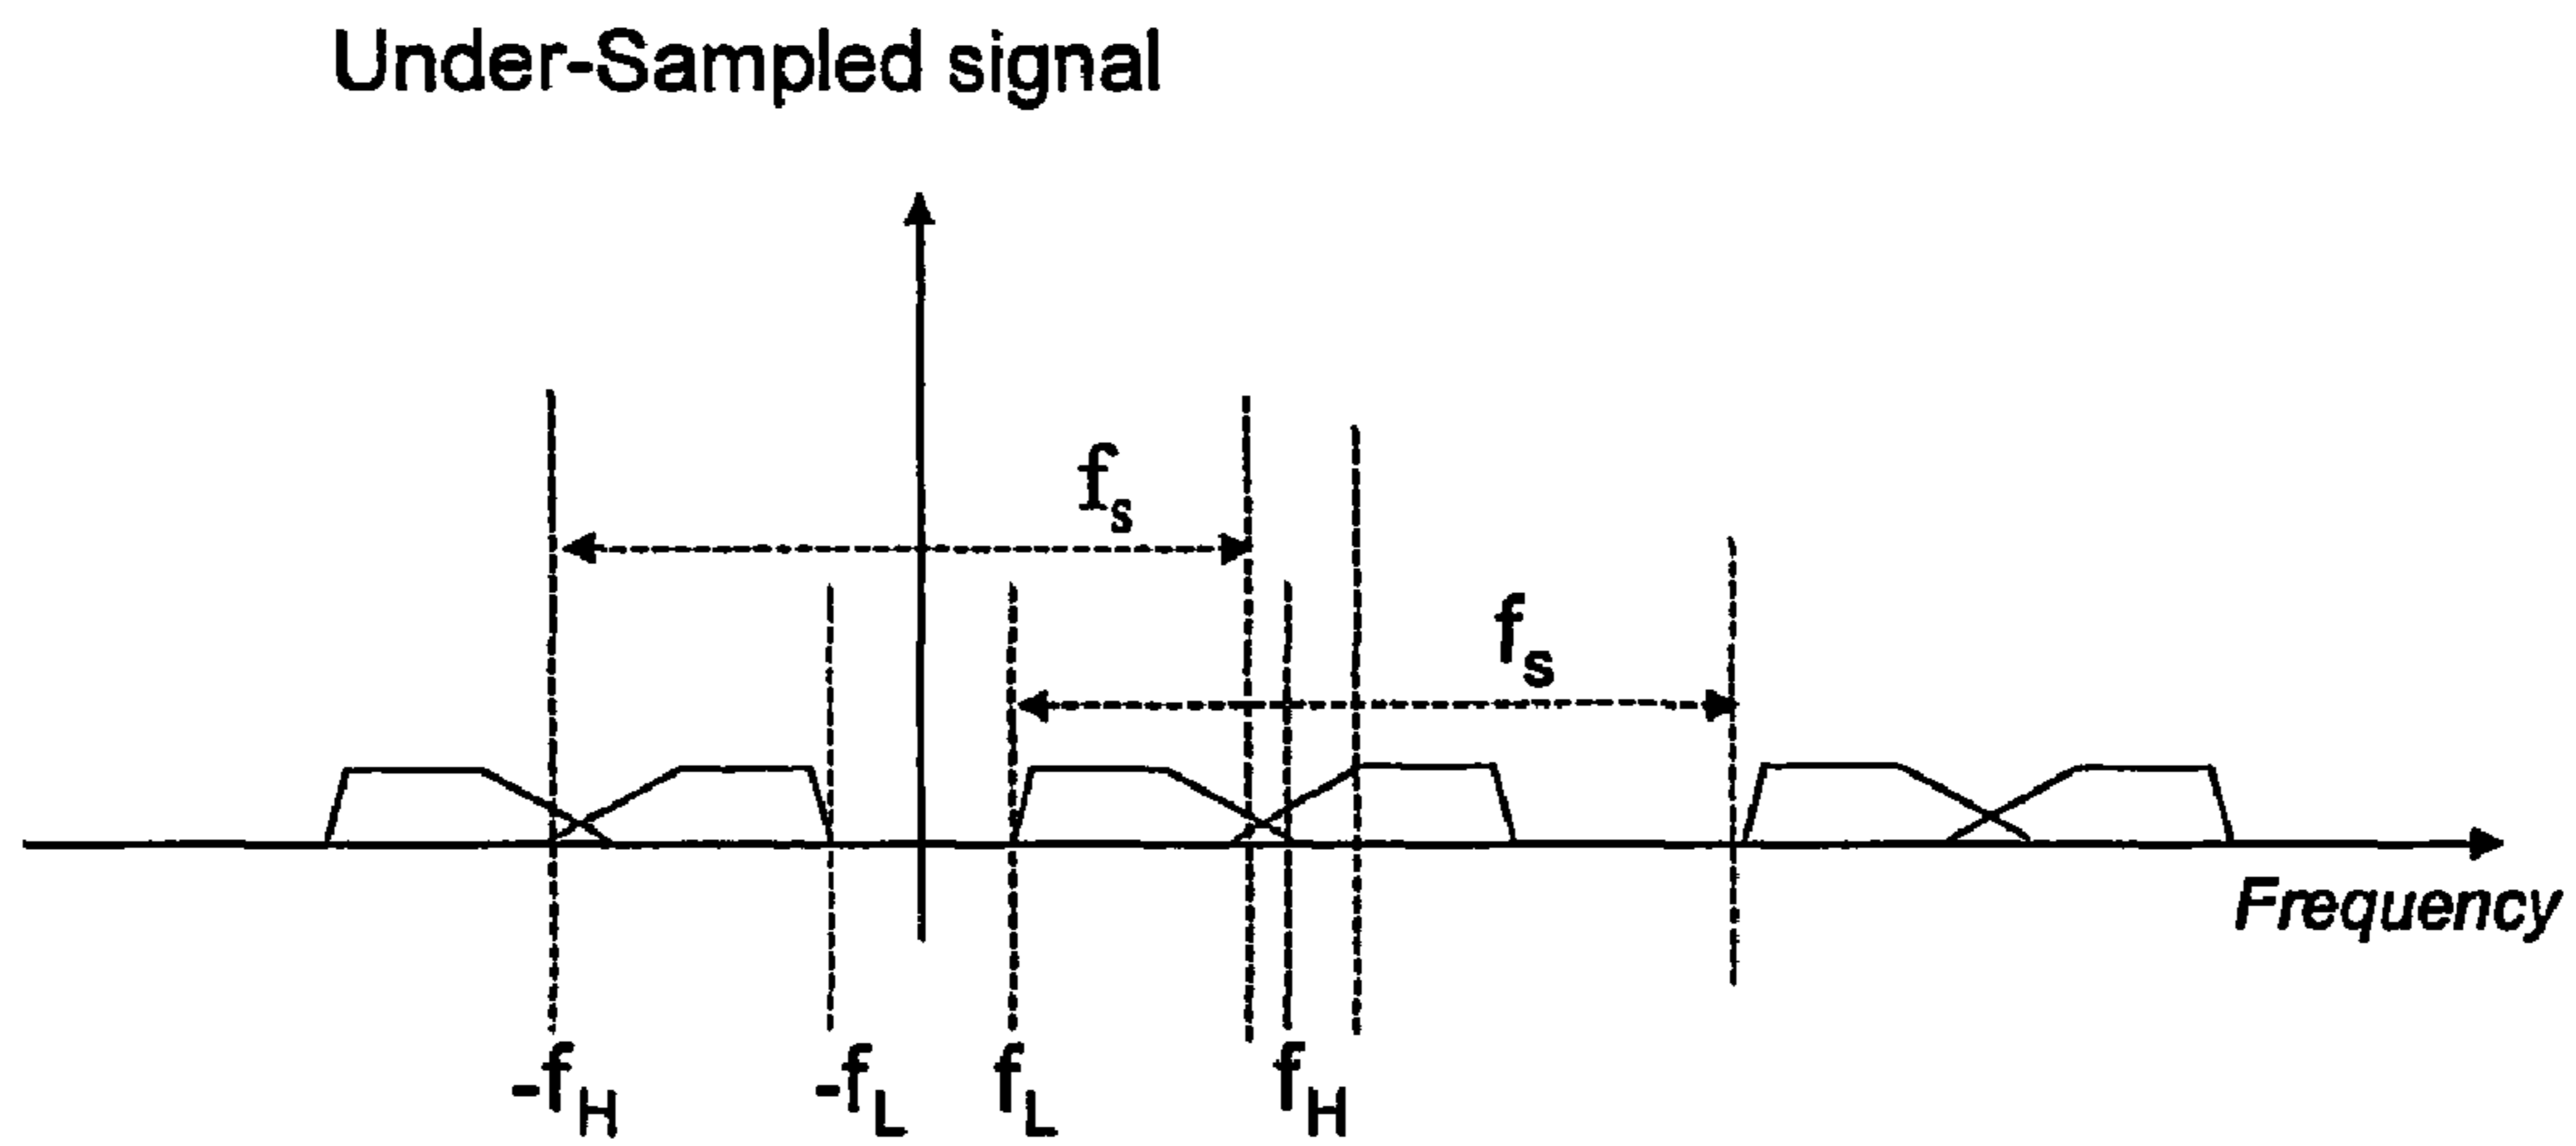 Under-Sampled signal
fs
fs
Frequency
-fH
-fL
fL
fH